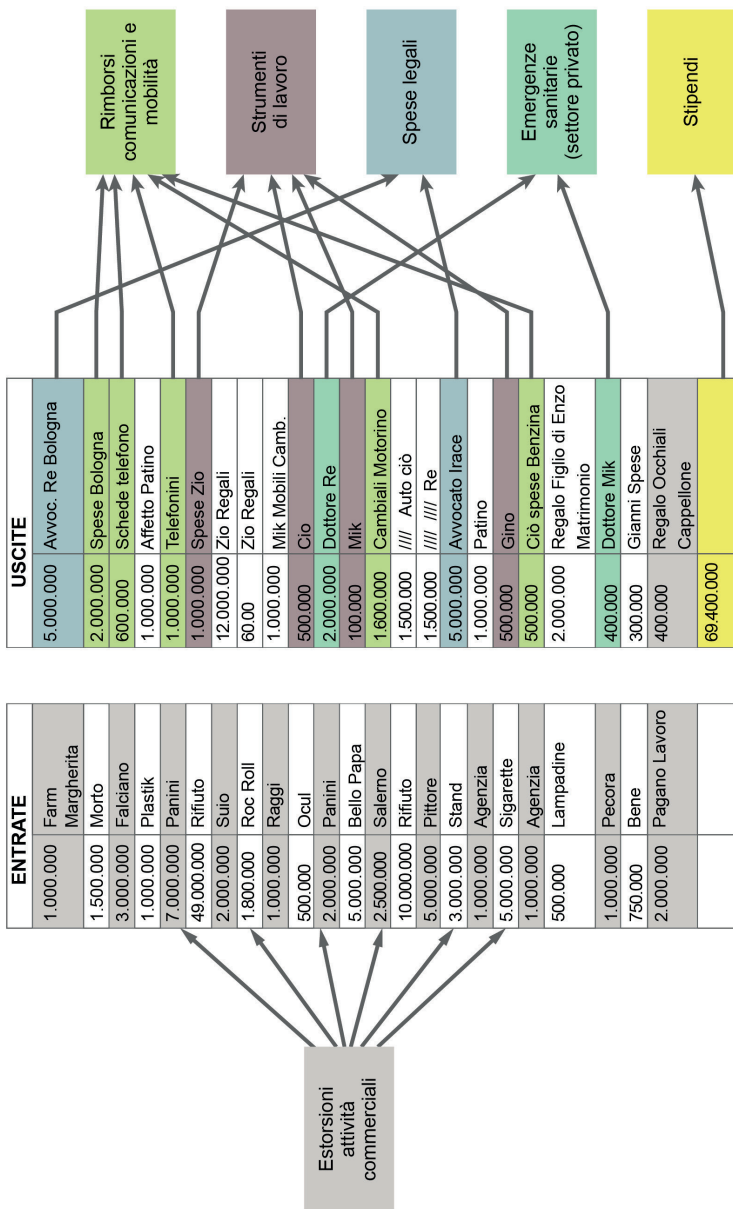 Estorsioni
attività
commerciali
ENTRATE
1.000.000 Farm
Margherita
1.500.000 Morto
3.000.000 Falciano
1.000.000 Plastik
7.000.000 Panini
49.000.000 Rifiuto
2.000.000 Suio
1.800.000 Roc Roll
1.000.000 Raggi
500.000 Ocul
2.000.000 Panini
5.000.000 Bello Papa
2.500.000 Salerno
10.000.000 Rifiuto
5.000.000 Pittore
3.000.000 Stand
1.000.000 Agenzia
5.000.000 Sigarette
1.000.000 Agenzia
500.000 Lampadine
1.000.000 Pecora
750.000 Bene
2.000.000 Pagano Lavoro
USCITE
5.000.000 Avvoc. Re Bologna
2.000.000 Spese Bologna
600.000 Schede telefono
1.000.000 Affetto Patino
1.000.000 Telefonini
1.000.000 Spese Zio
12.000.000 Zio Regali
60.00 Zio Regali
1.000.000 Mik Mobili Camb.
500.000 Cio
2.000.000 Dottore Re
100.000 Mik
1.600.000 Cambiali Motorino
1.500.000 //// Auto ciò
1.500.000 //// //// Re
5.000.000 Avvocato Irace
1.000.000 Patino
500.000 Gino
500.000 Ciò spese Benzina
2.000.000 Regalo Figlio di Enzo
Matrimonio
400.000 Dottore Mik
300.000 Gianni Spese
400.000 Regalo Occhiali
Cappellone
69.400.000
Rimborsi
comunicazioni e
mobilità
Strumenti
di lavoro
Spese legali
Emergenze
sanitarie
(settore privato)
Stipendi